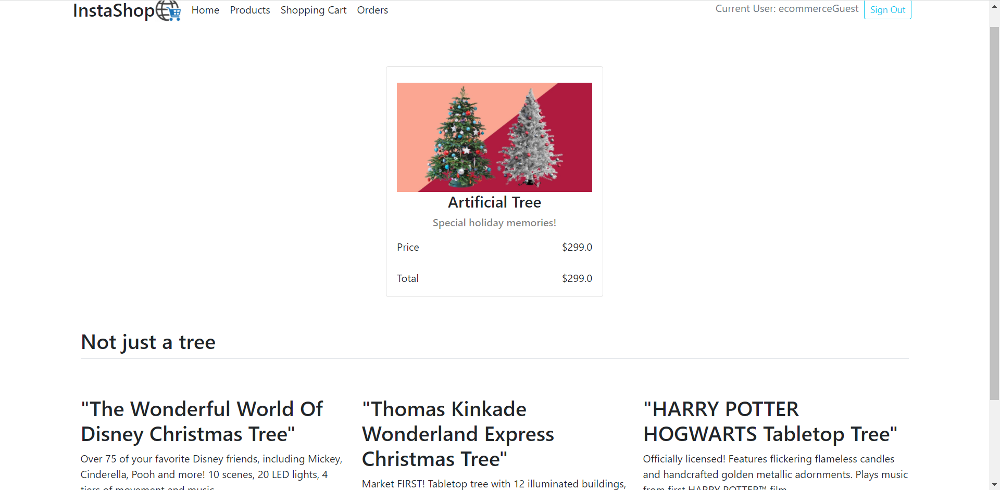 InstaShop Home Products Shopping Cart Orders Current User: ecommerceGuest Sign Out
Artificial Tree
Special holiday memories!
Price $299.0
Total $299.0
Not just a tree
"The Wonderful World Of
Disney Christmas Tree"
Over 75 of your favorite Disney friends, including Mickey,
Cinderella, Pooh and more! 10 scenes, 20 LED lights, 4
tiers of movement and music
"Thomas Kinkade
Wonderland Express
Christmas Tree"
Market FIRST! Tabletop tree with 12 illuminated buildings,
"HARRY POTTER
HOGWARTS Tabletop Tree"
Officially licensed! Features flickering flameless candles
and handcrafted golden metallic adornments. Plays music
from first HARRY POTTER™ film